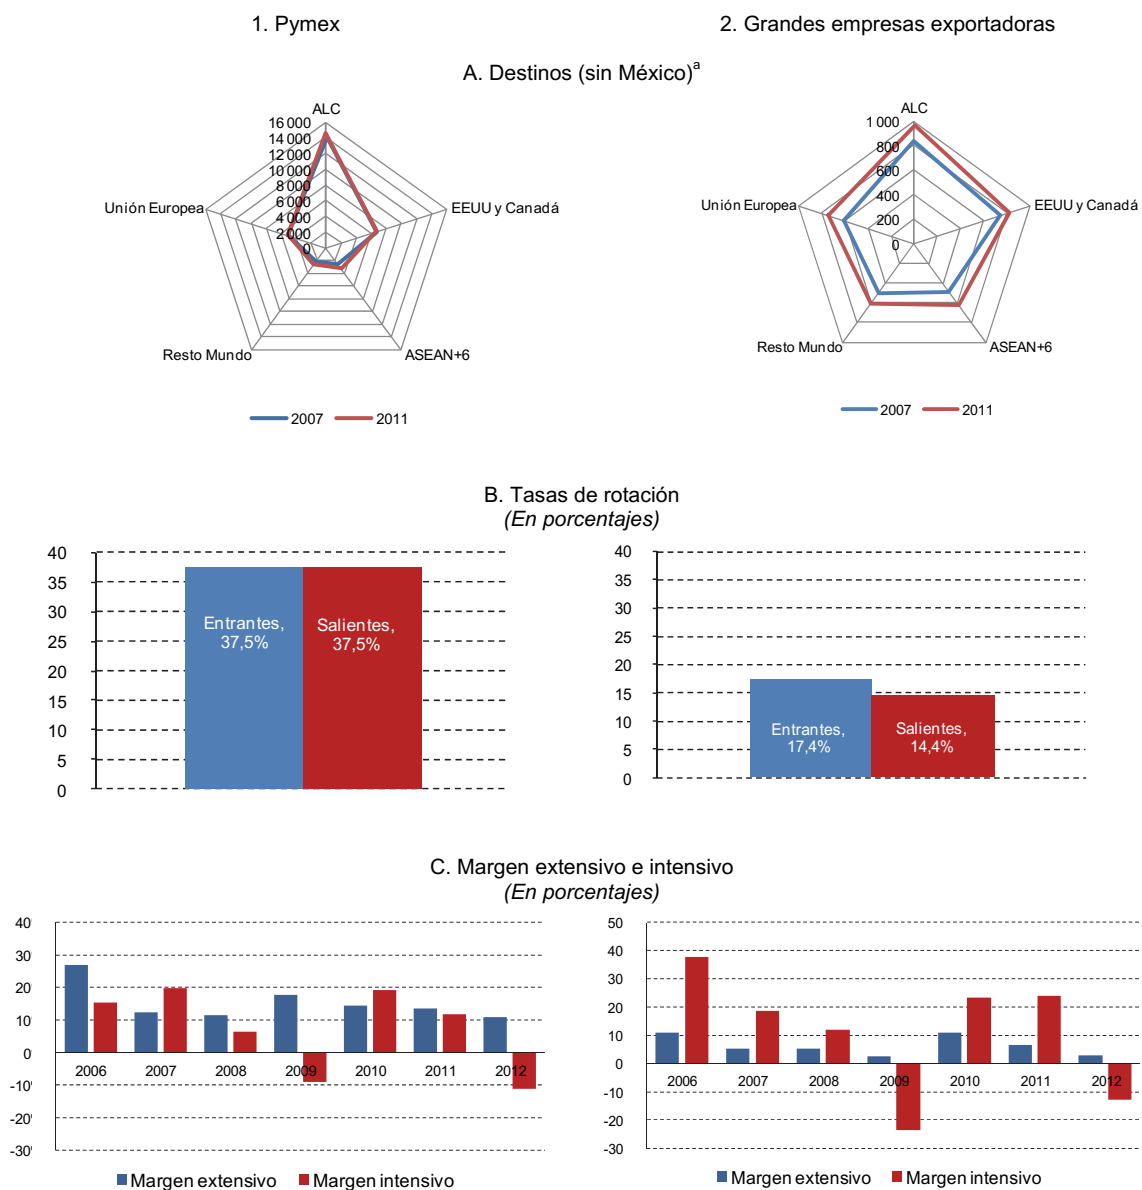 1. Pymex
2. Grandes empresas exportadoras
A. Destinos (sin México)a
ALC
16 000
14 000
12 000
10 000
8 000
6 000
4 000
2 000
0
Unión Europea
EEUU y Canadá
Resto Mundo
ASEAN+6
2007
2011
ALC
1 000
800
600
400
200
0
Unión Europea
EEUU y Canadá
Resto Mundo
ASEAN+6
2007
2011
B. Tasas de rotación
(En porcentajes)
40
35
30
25
20
15
10
5
0
Entrantes,
37,5%
Salientes,
37,5%
40
35
30
25
20
15
10
5
0
Entrantes,
17,4%
Salientes,
14,4%
C. Margen extensivo e intensivo
(En porcentajes)
40
30
20
10
0
-10
-20
-30
2006 2007 2008 2009 2010 2011 2012
Margen extensivo
Margen intensivo
50
40
30
20
10
0
-10
-20
-30
2006 2007 2008 2009 2010 2011 2012
Margen extensivo
Margen intensivo